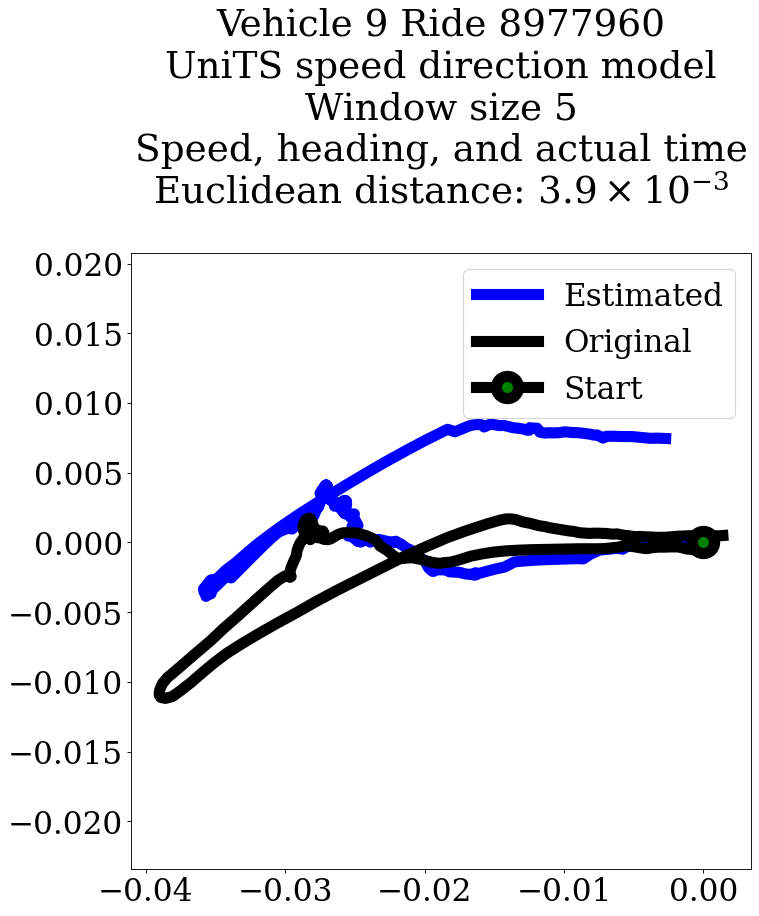 Vehicle 9 Ride 8977960
UniTS speed direction model
Window size 5
Speed, heading, and actual time
Euclidean distance: 3.9 × 10⁻³
Estimated
Original
Start
0.020
0.015
0.010
0.005
0.000
−0.005
−0.010
−0.015
−0.020
−0.04 −0.03 −0.02 −0.01 0.00